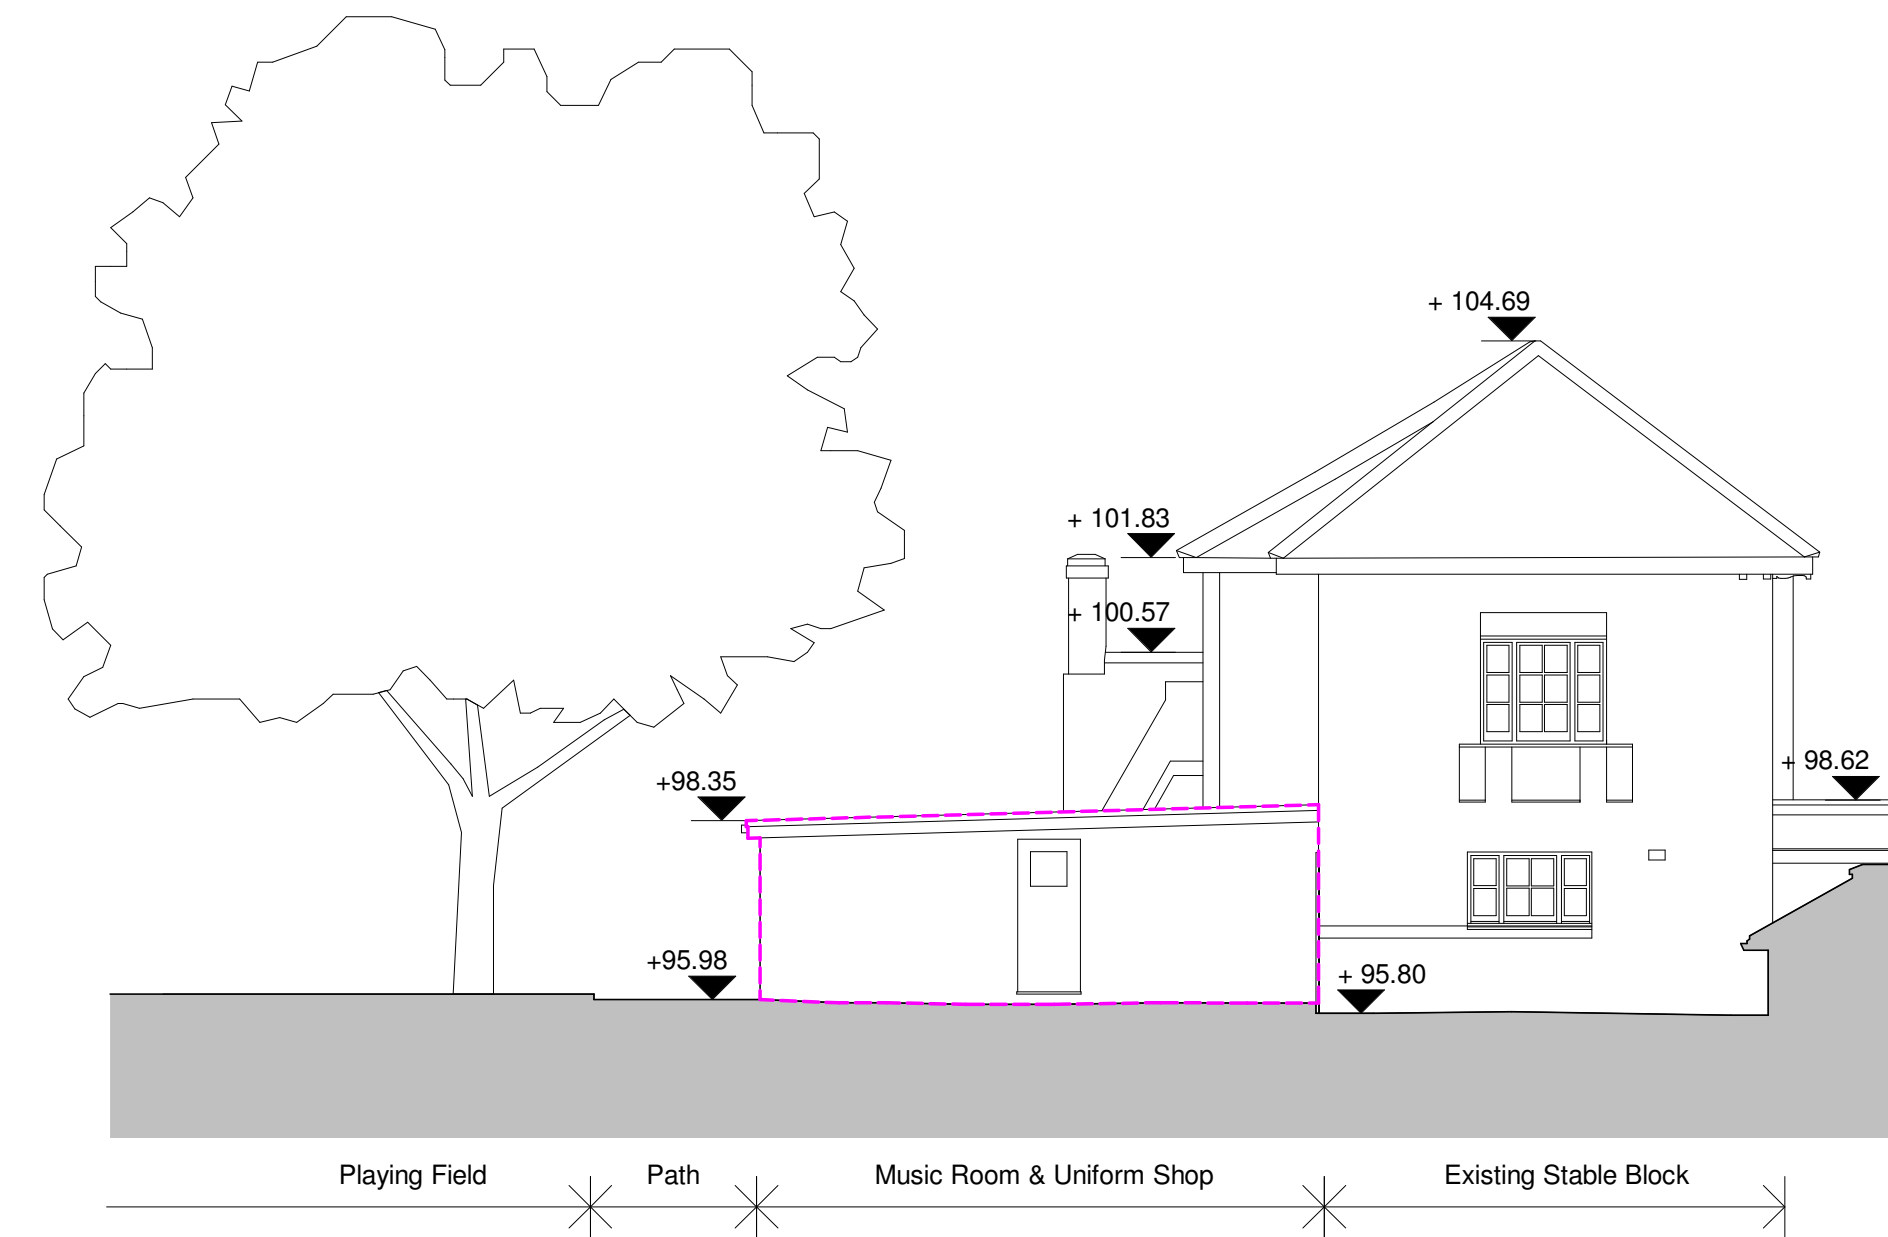 + 104.69
+ 101.83
+ 100.57
+ 98.62
+98.35
+95.98
+ 95.80
Playing Field
Path
Music Room & Uniform Shop
Existing Stable Block